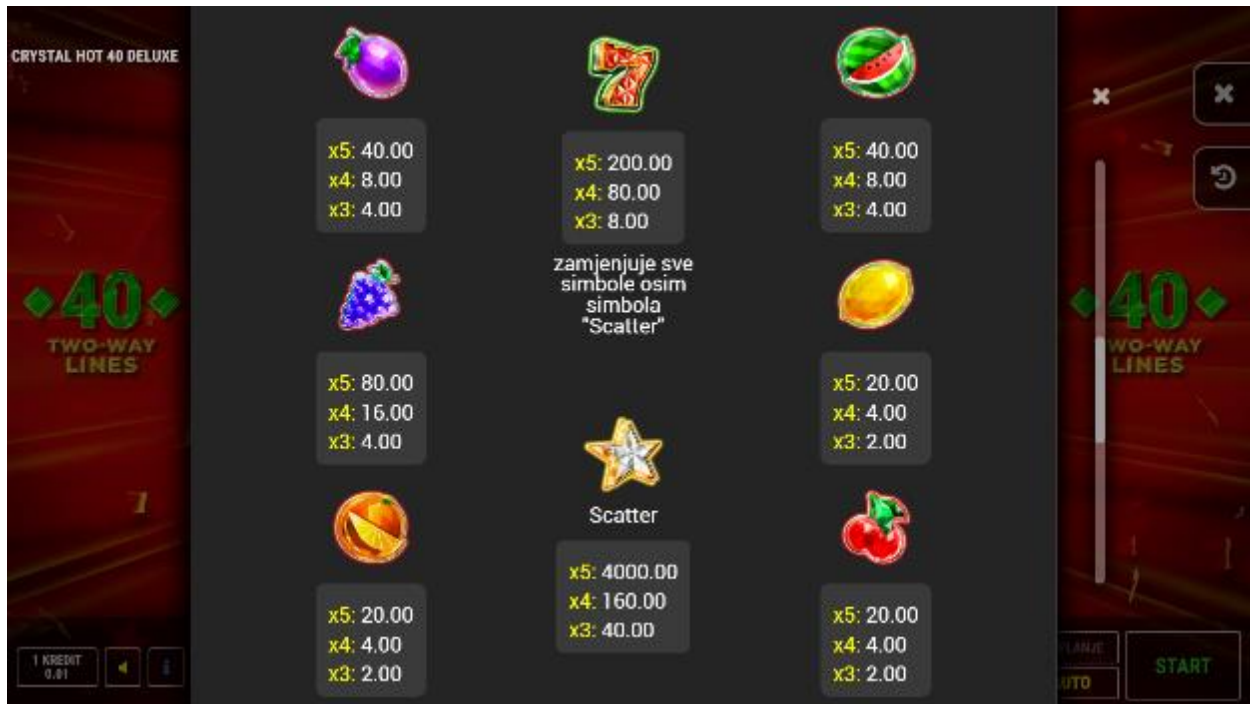 CRYSTAL HOT 40 DELUXE
x5: 40.00
x4: 8.00
x3: 4.00
x5: 200.00
x4: 80.00
x3: 8.00
zamjenjuje sve
simbole osim
simbola
"Scatter"
x5: 40.00
x4: 8.00
x3: 4.00
40
TWO-WAY
LINES
x5: 80.00
x4: 16.00
x3: 4.00
x5: 20.00
x4: 4.00
x3: 2.00
40
WO-WAY
LINES
Scatter
x5: 4000.00
x4: 160.00
x3: 40.00
x5: 20.00
x4: 4.00
x3: 2.00
x5: 20.00
x4: 4.00
x3: 2.00
1 KREDIT
0.01
START